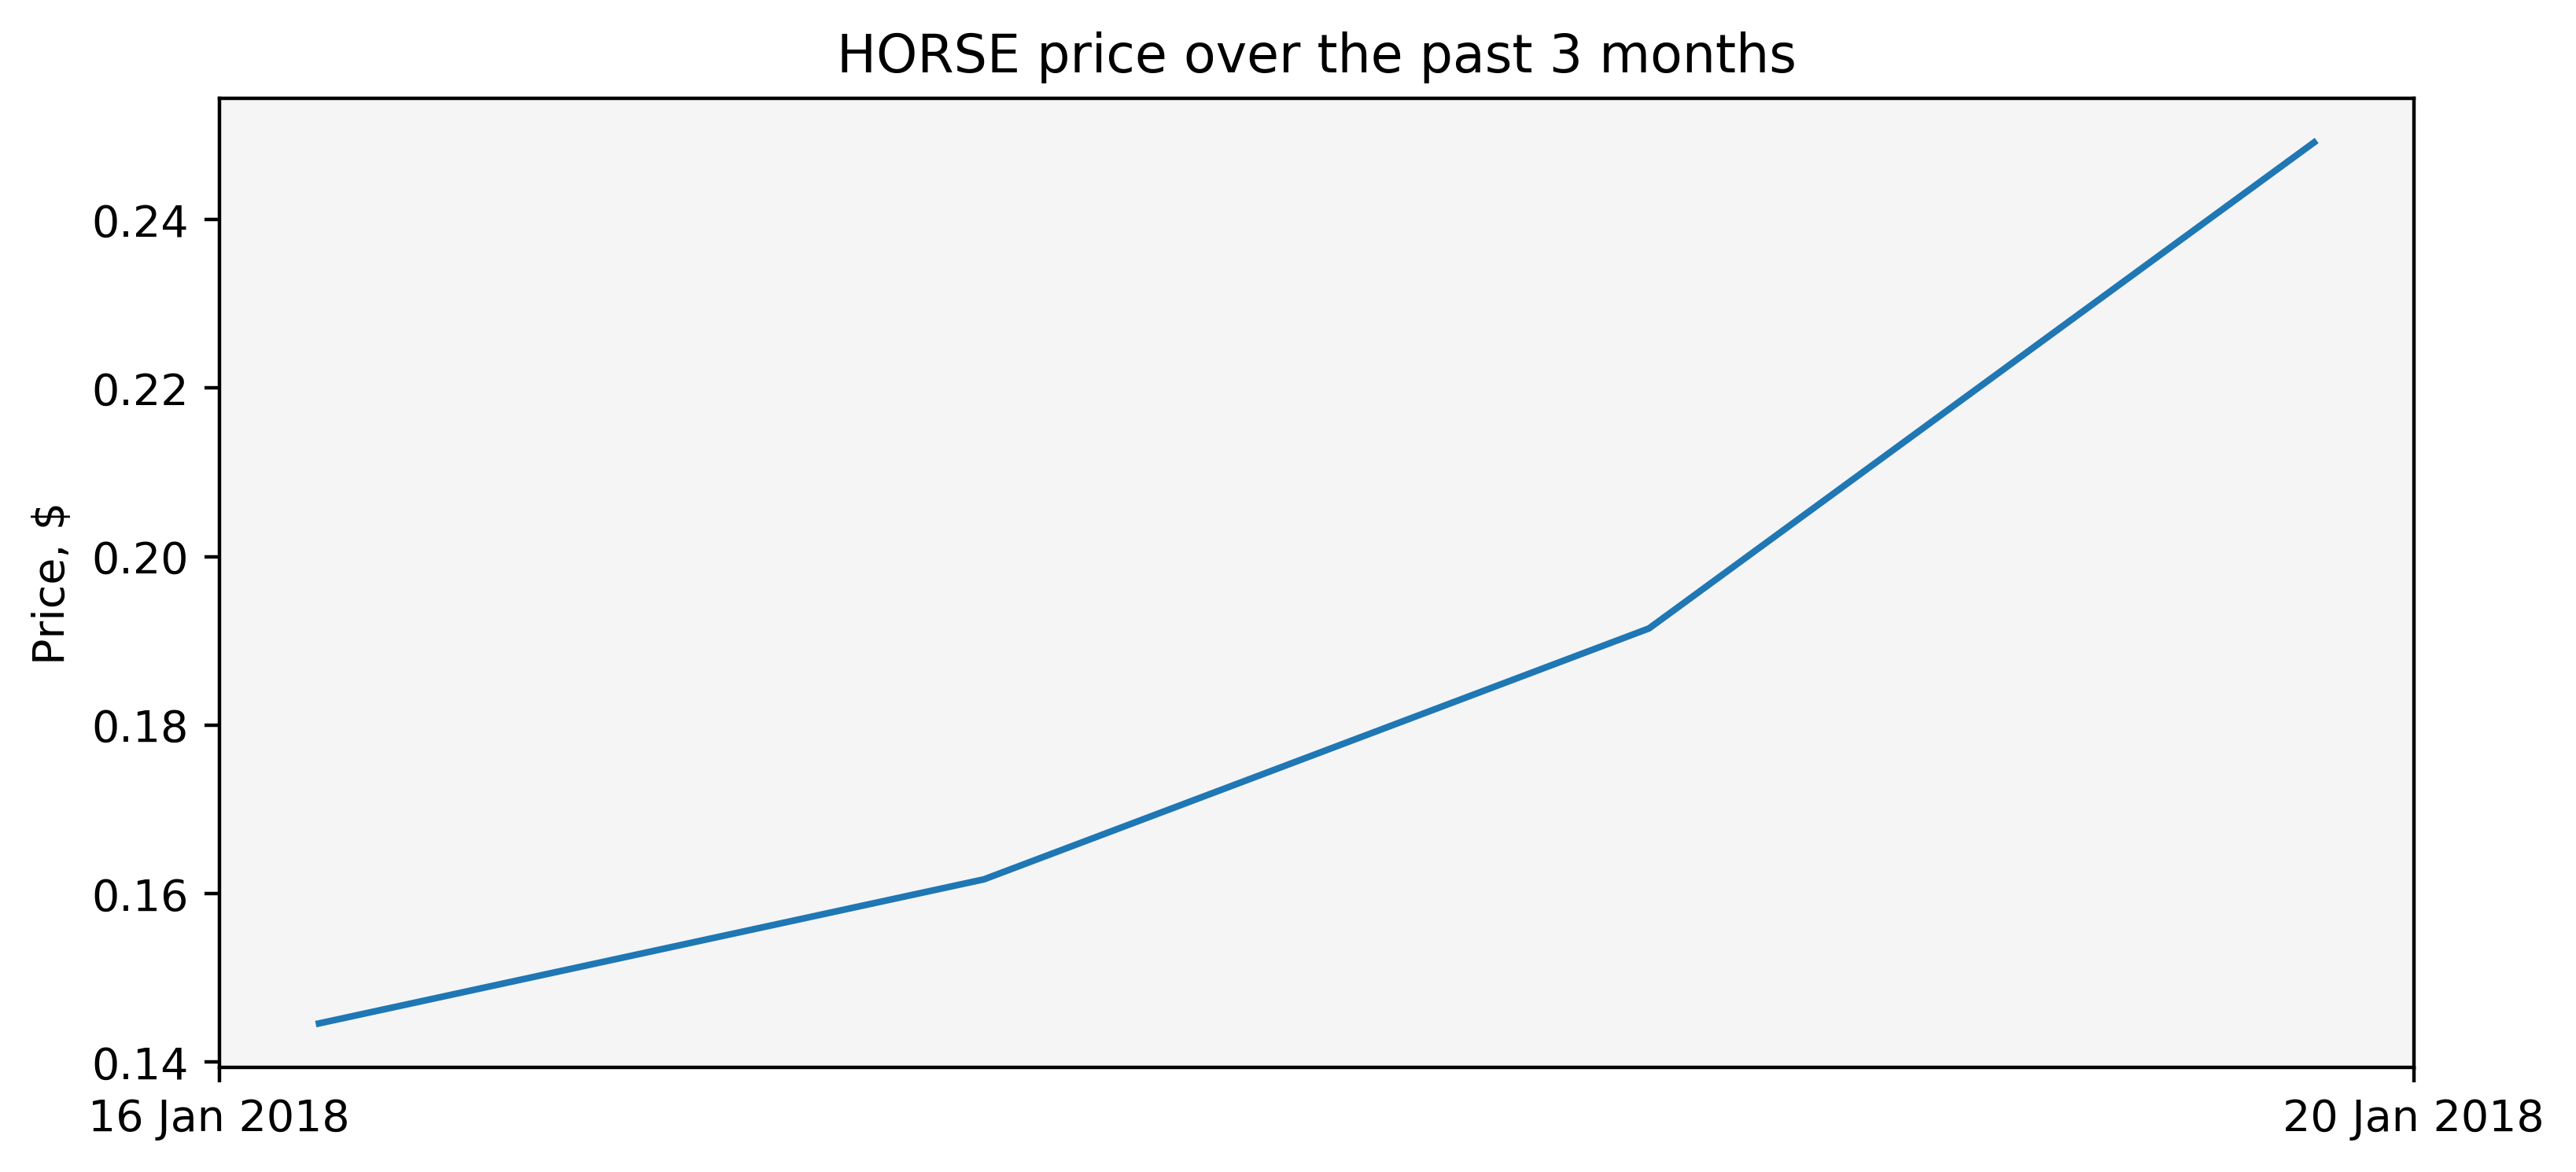 HORSE price over the past 3 months
Price, $
0.24
0.22
0.20
0.18
0.16
0.14
16 Jan 2018
20 Jan 2018